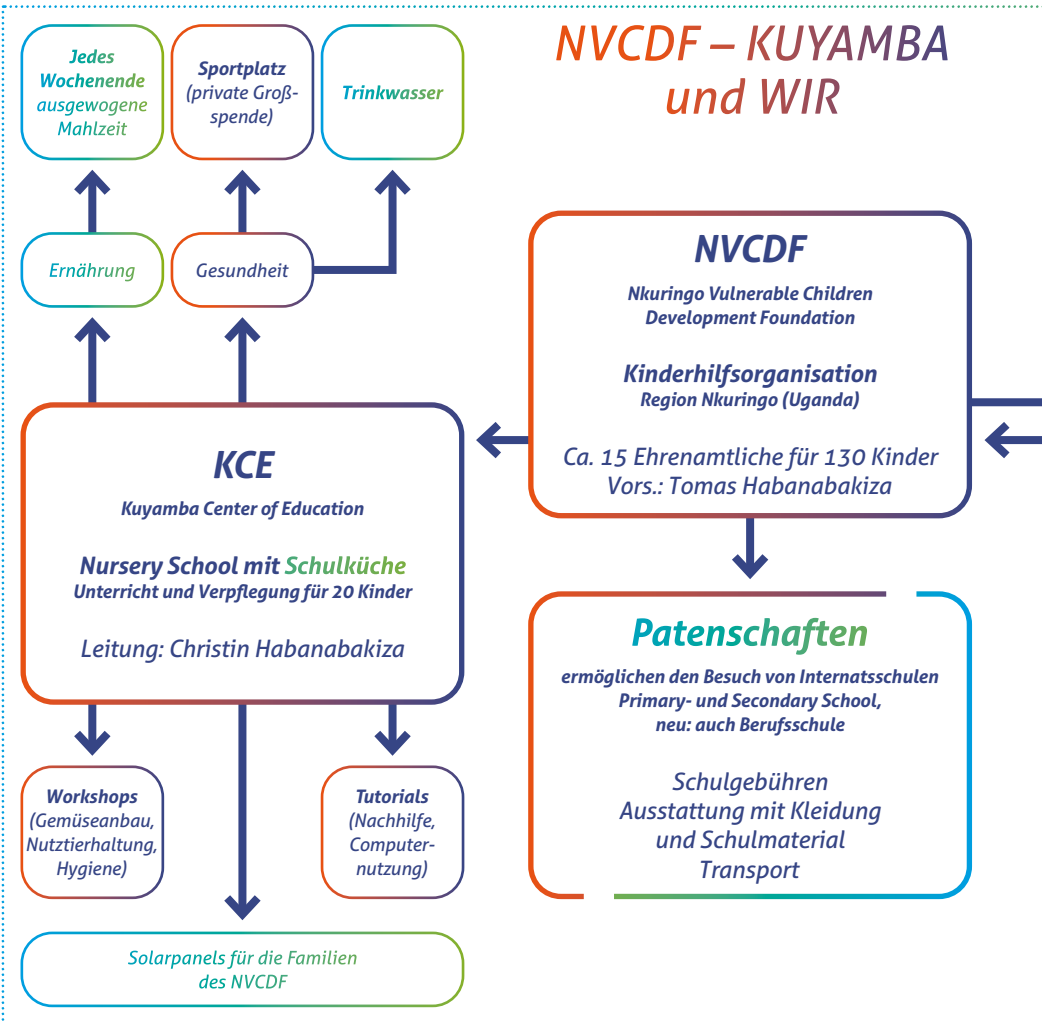 NVCDF – KUYAMBA
und WIR
Jedes
Wochenende
ausgewogene
Mahlzeit
Sportplatz
(private Groß-
spende)
Trinkwasser
Ernährung
Gesundheit
NVCDF
Nkuringo Vulnerable Children
Development Foundation
Kinderhilfsorganisation
Region Nkuringo (Uganda)
Ca. 15 Ehrenamtliche für 130 Kinder
Vors.: Tomas Habanabakiza
KCE
Kuyamba Center of Education
Nursery School mit Schulküche
Unterricht und Verpflegung für 20 Kinder
Leitung: Christin Habanabakiza
Patenschaften
ermöglichen den Besuch von Internatsschulen
Primary- und Secondary School,
neu: auch Berufsschule
Schulgebühren
Ausstattung mit Kleidung
und Schulmaterial
Transport
Workshops
(Gemüseanbau,
Nutztierhaltung,
Hygiene)
Tutorials
(Nachhilfe,
Computer-
nutzung)
Solarpanels für die Familien
des NVCDF